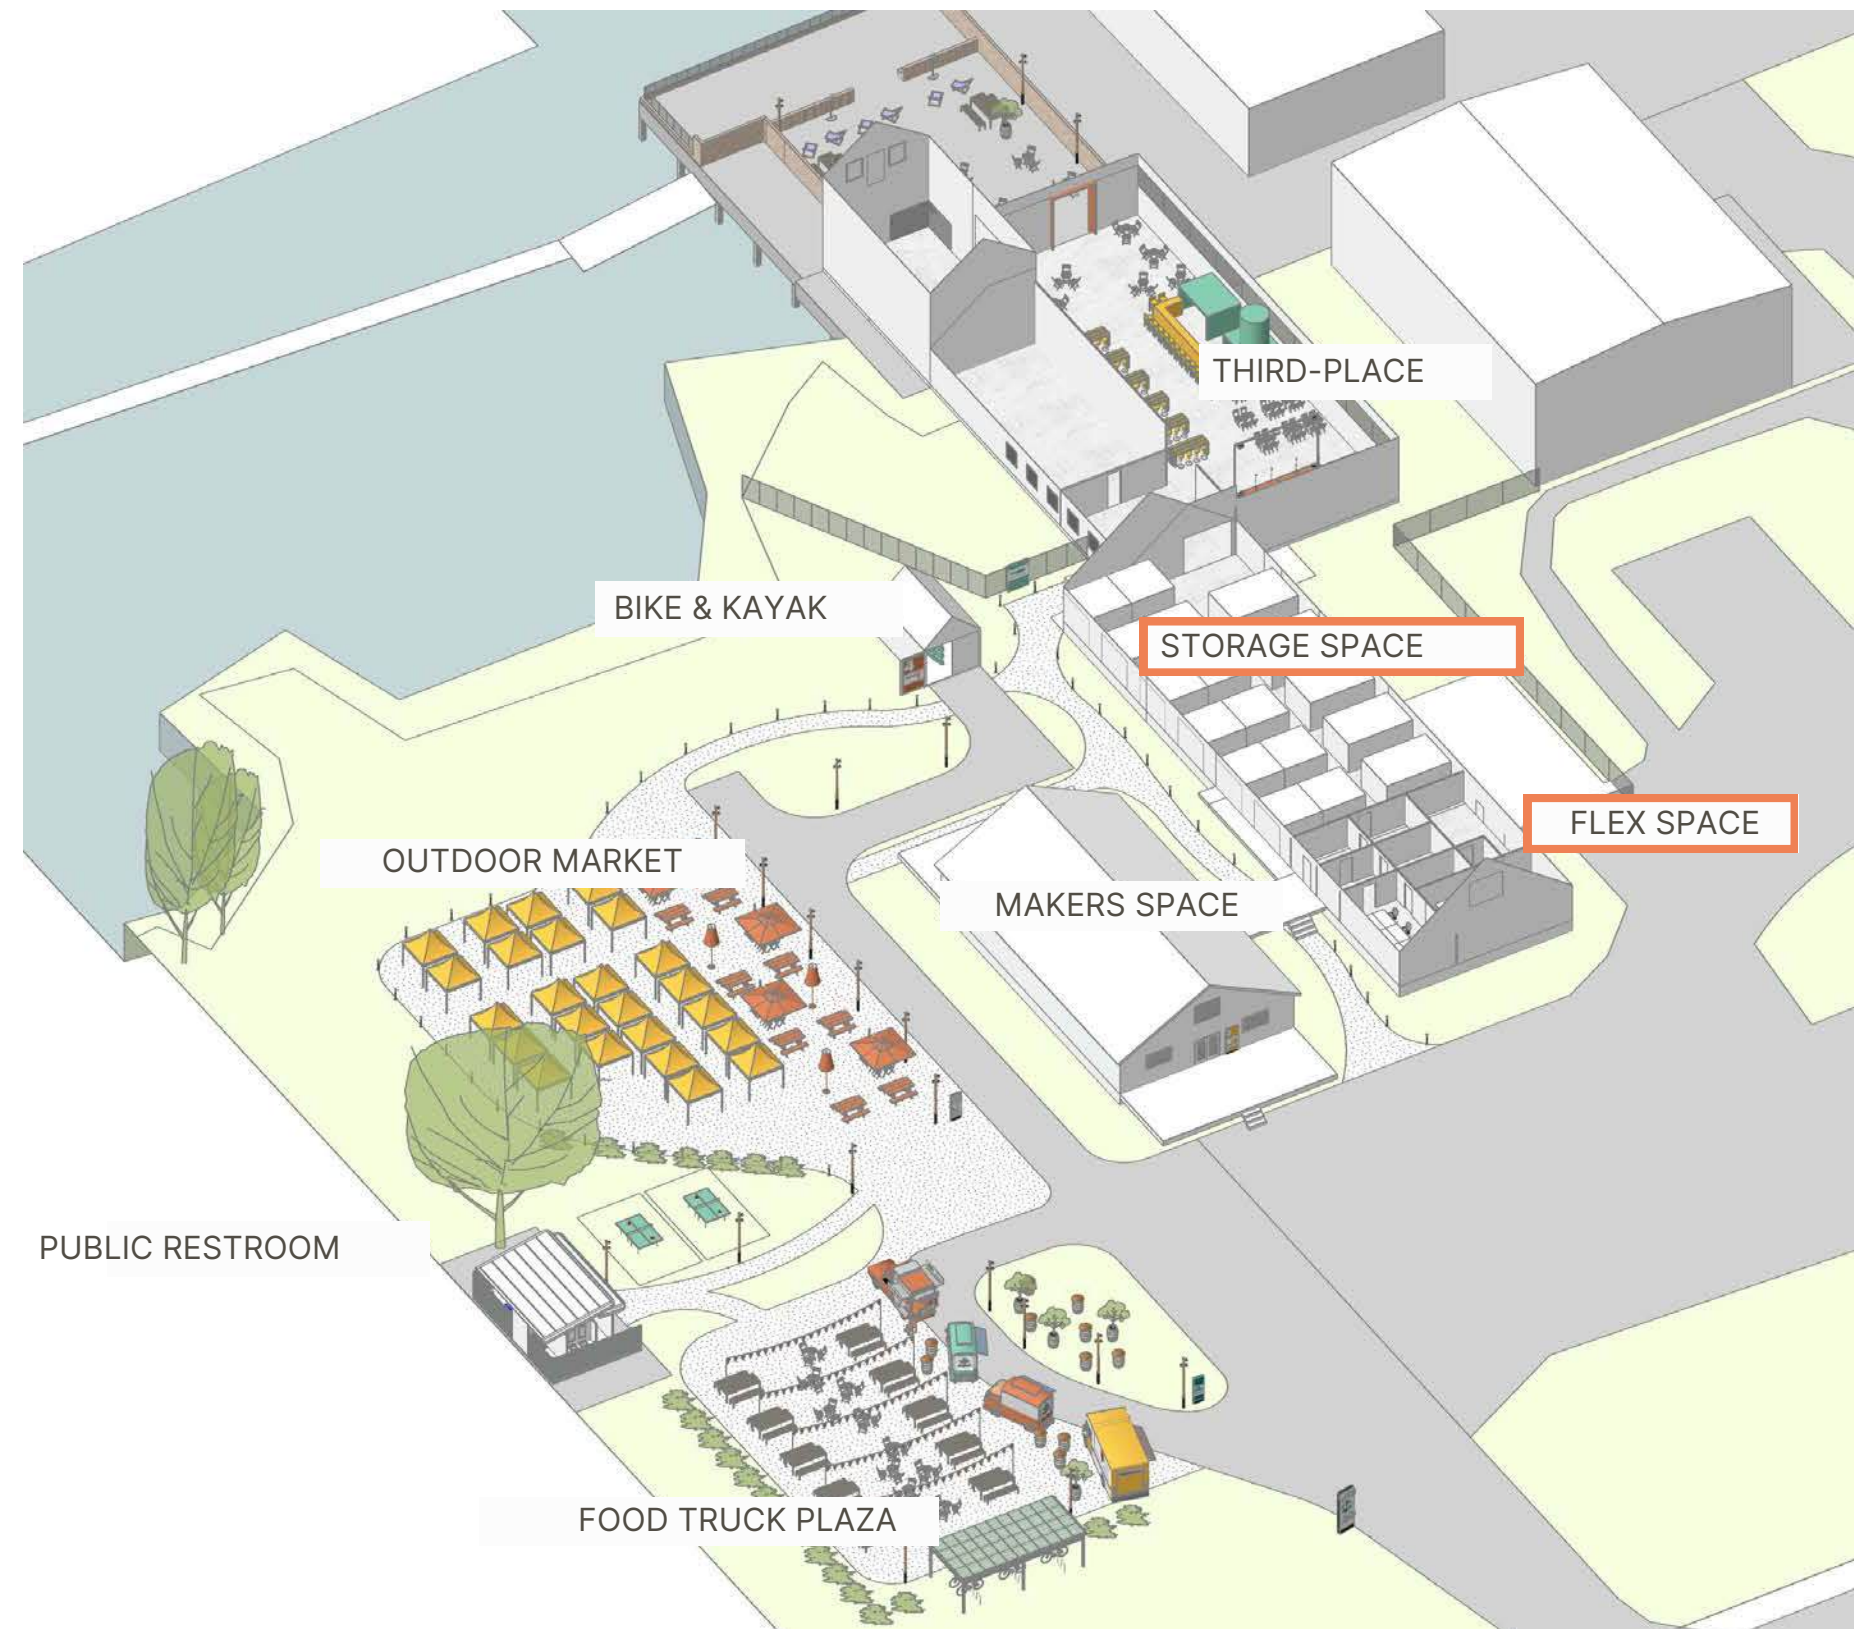 THIRD-PLACE
BIKE & KAYAK
STORAGE SPACE
FLEX SPACE
OUTDOOR MARKET
MAKERS SPACE
PUBLIC RESTROOM
FOOD TRUCK PLAZA